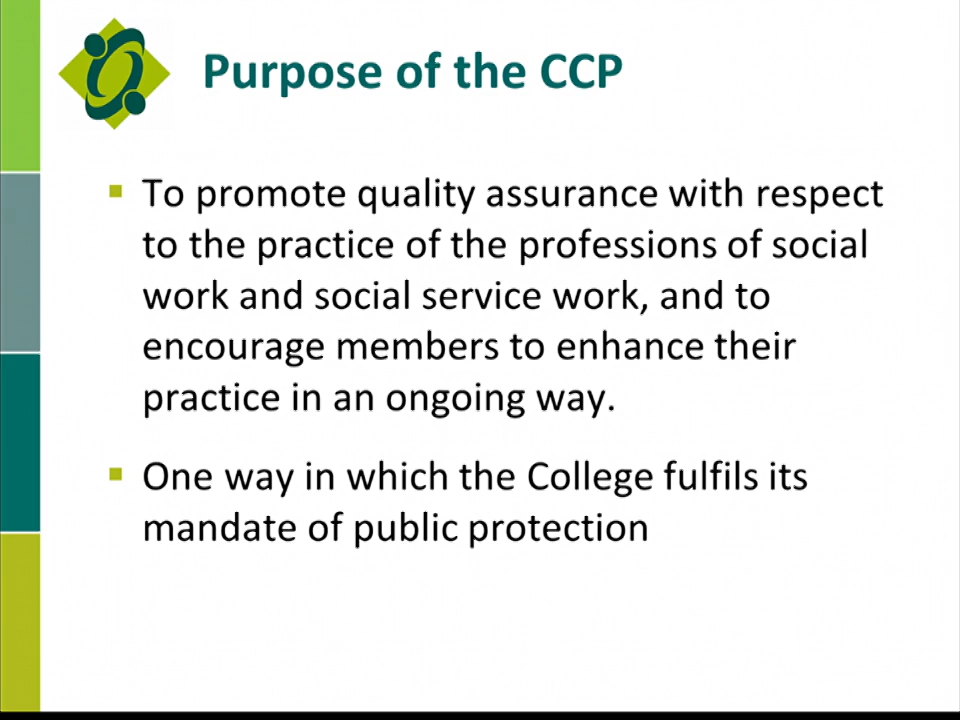 Purpose of the CCP
To promote quality assurance with respect
to the practice of the professions of social
work and social service work, and to
encourage members to enhance their
practice in an ongoing way.
One way in which the College fulfils its
mandate of public protection